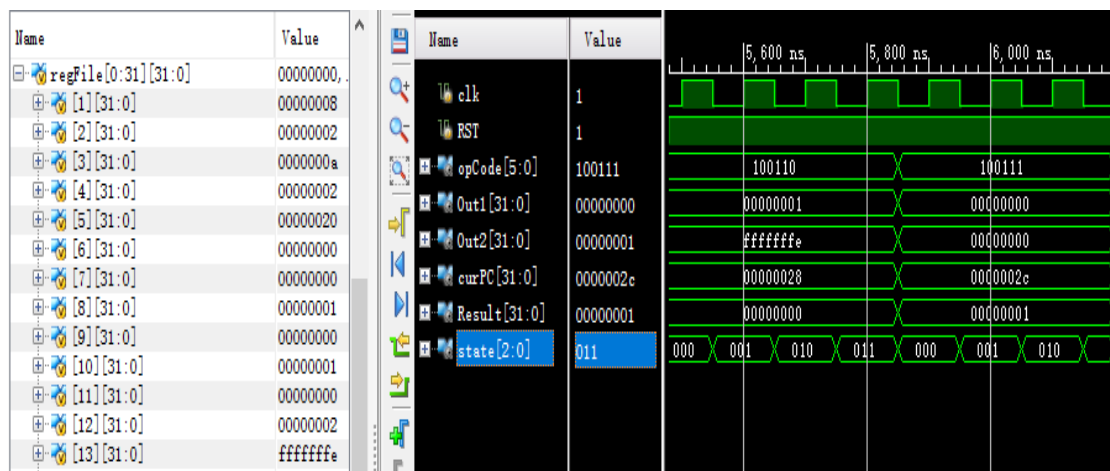 Name Value
regFile[0:31][31:0] 00000000,.
[1][31:0] 00000008
[2][31:0] 00000002
[3][31:0] 0000000a
[4][31:0] 00000002
[5][31:0] 00000020
[6][31:0] 00000000
[7][31:0] 00000000
[8][31:0] 00000001
[9][31:0] 00000000
[10][31:0] 00000001
[11][31:0] 00000000
[12][31:0] 00000002
[13][31:0] fffffffe
Name Value
clk 1
RST 1
opCode[5:0] 100111
Out1[31:0] 00000000
Out2[31:0] 00000001
curPC[31:0] 0000002c
Result[31:0] 00000001
state[2:0] 011
5,600 ns 5,800 ns 6,000 ns
100110 100111
00000001 00000000
fffffffe 00000000
00000028 0000002c
00000000 00000001
000 001 010 011 000 001 010